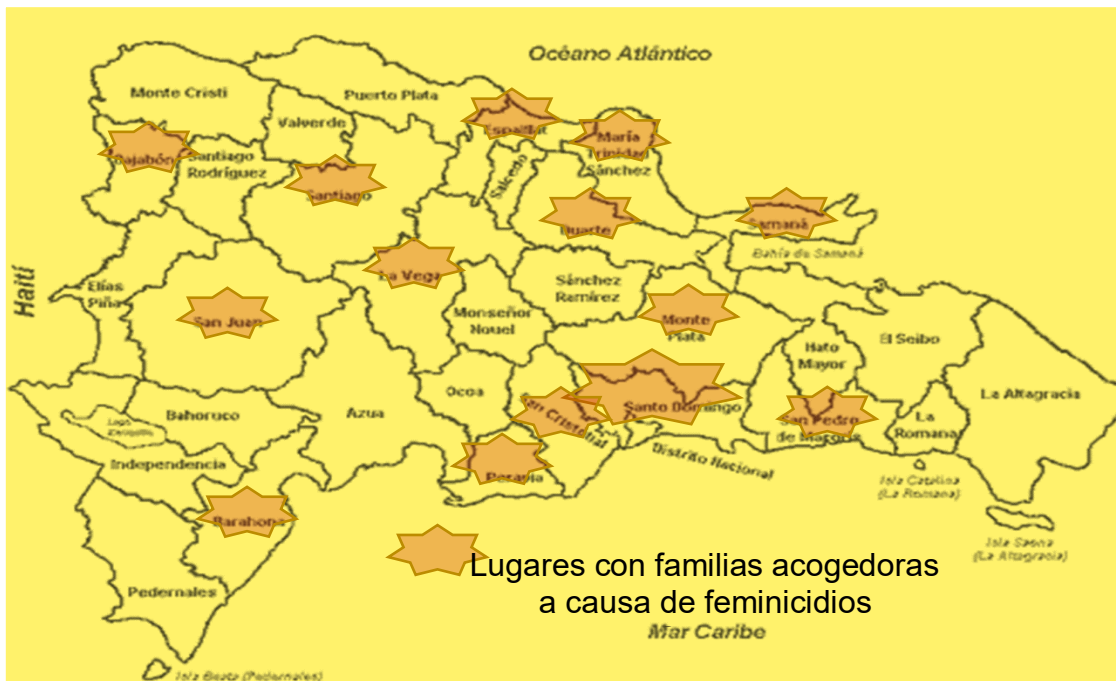 Océano Atlántico
Monte Cristi
Puerto Plata
Valverde
Espaillat
María
Trinidad
Sánchez
Dajabón
Santiago
Rodríguez
Santiago
Salcedo
Duarte
Samaná
Bahía de Samaná
Haití
Elías
Piña
La Vega
Sánchez
Ramírez
San Juan
Monseñor
Nouel
Monte
Plata
Hato
Mayor
El Seibo
La Altagracia
Ocoa
Azua
Bahoruco
San Cristóbal
Santo Domingo
San Pedro
de Macorís
La
Romana
Independencia
Peravia
Distrito Nacional
Isla Catalina
(La Romana)
Barahona
Isla Saona
(La Altagracia)
Pedernales
Lugares con familias acogedoras
a causa de feminicidios
Mar Caribe
Isla Beata (Pedernales)